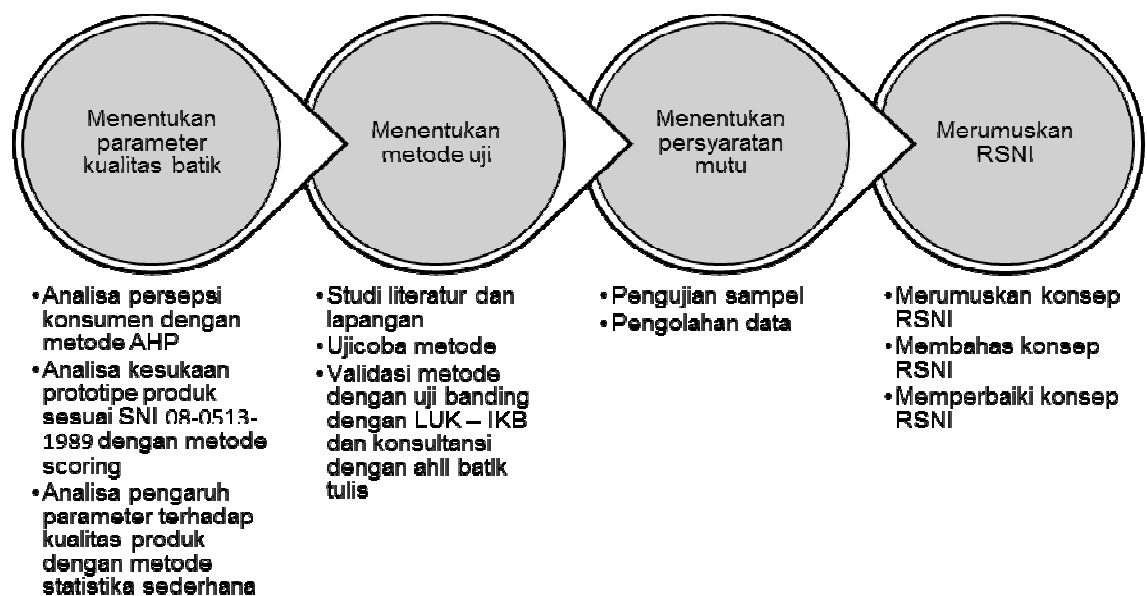 Menentukan
parameter
kualitas batik
Menentukan
metode uji
Menentukan
persyaratan
mutu
Merumuskan
RSNI
•Analisa persepsi
konsumen dengan
metode AHP
•Analisa kesukaan
prototipe produk
sesuai SNI 08-0513-
1989 dengan metode
scoring
•Analisa pengaruh
parameter terhadap
kualitas produk
dengan metode
statistika sederhana
•Studi literatur dan
lapangan
•Ujicoba metode
•Validasi metode
dengan uji banding
dengan LUK – IKB
dan konsultansi
dengan ahli batik
tulis
•Pengujian sampel
•Pengolahan data
•Merumuskan konsep
RSNI
•Membahas konsep
RSNI
•Memperbaiki konsep
RSNI